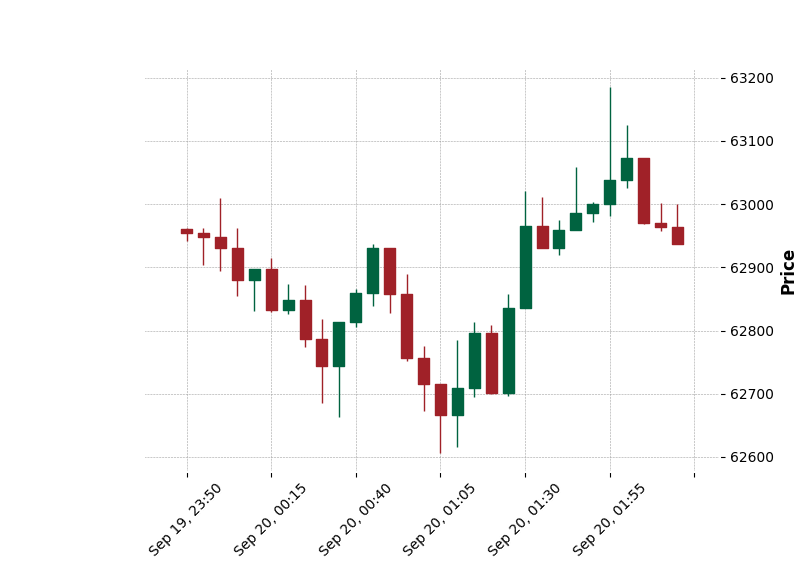 63200
63100
63000
62900
62800
62700
62600
Price
Sep 19, 23:50
Sep 20, 00:15
Sep 20, 00:40
Sep 20, 01:05
Sep 20, 01:30
Sep 20, 01:55